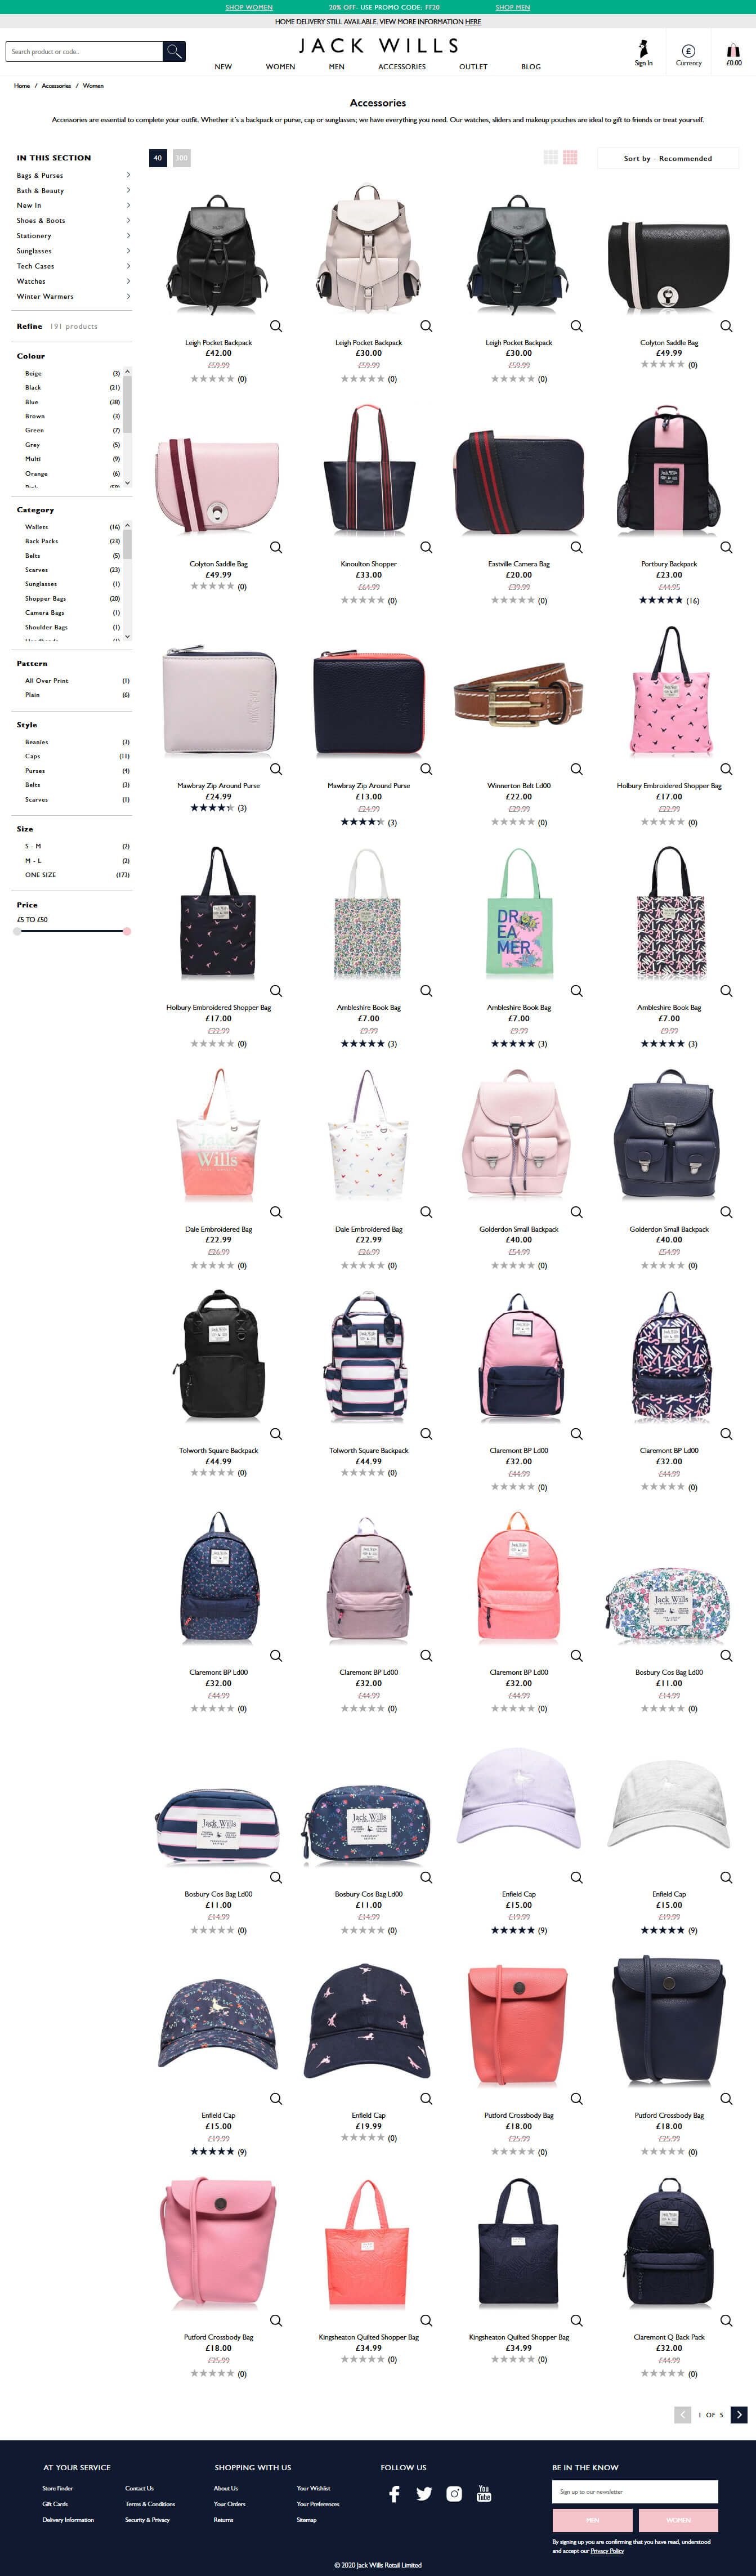 SHOP WOMEN 20% OFF- USE PROMO CODE: FF20 SHOP MEN
HOME DELIVERY STILL AVAILABLE. VIEW MORE INFORMATION HERE
Search product or code..
JACK WILLS
Sign In
Currency
£0.00
NEW WOMEN MEN ACCESSORIES OUTLET BLOG
Home / Accessories / Women
Accessories
Accessories are essential to complete your outfit. Whether it's a backpack or purse, cap or sunglasses; we have everything you need. Our watches, sliders and makeup pouches are ideal to gift to friends or treat yourself.
IN THIS SECTION
Bags & Purses
Bath & Beauty
New In
Shoes & Boots
Stationery
Sunglasses
Tech Cases
Watches
Winter Warmers
Refine 191 products
Colour
Beige (3)
Black (21)
Blue (38)
Brown (3)
Green (7)
Grey (5)
Multi (9)
Orange (6)
Category
Wallets (16)
Back Packs (23)
Belts (5)
Scarves (23)
Sunglasses (1)
Shopper Bags (20)
Camera Bags (1)
Shoulder Bags (1)
Pattern
All Over Print (1)
Plain (6)
Style
Beanies (3)
Caps (11)
Purses (4)
Belts (3)
Scarves (1)
Size
S - M (2)
M - L (2)
ONE SIZE (173)
Price
£5 TO £50
40 300
Sort by - Recommended
Leigh Pocket Backpack
£42.00
£59.99
(0)
Leigh Pocket Backpack
£30.00
£59.99
(0)
Leigh Pocket Backpack
£30.00
£59.99
(0)
Colyton Saddle Bag
£49.99
(0)
Colyton Saddle Bag
£49.99
(0)
Kinoulton Shopper
£33.00
£64.99
(0)
Eastville Camera Bag
£20.00
£39.99
(0)
Portbury Backpack
£23.00
£44.95
(16)
Mawbray Zip Around Purse
£24.99
(3)
Mawbray Zip Around Purse
£13.00
£24.99
(3)
Winnerton Belt Ld00
£22.00
£29.99
(0)
Holbury Embroidered Shopper Bag
£17.00
£22.99
(0)
Holbury Embroidered Shopper Bag
£17.00
£22.99
(0)
Ambleshire Book Bag
£7.00
£9.99
(3)
DR
EA
MER
Ambleshire Book Bag
£7.00
£9.99
(3)
Ambleshire Book Bag
£7.00
£9.99
(3)
Jack
Wills
Dale Embroidered Bag
£22.99
£26.99
(0)
Dale Embroidered Bag
£22.99
£26.99
(0)
Golderdon Small Backpack
£40.00
£54.99
(0)
Golderdon Small Backpack
£40.00
£54.99
(0)
Tolworth Square Backpack
£44.99
(0)
Tolworth Square Backpack
£44.99
(0)
Claremont BP Ld00
£32.00
£44.99
(0)
Claremont BP Ld00
£32.00
£44.99
(0)
Claremont BP Ld00
£32.00
£44.99
(0)
Claremont BP Ld00
£32.00
£44.99
(0)
Claremont BP Ld00
£32.00
£44.99
(0)
Jack Wills
Bosbury Cos Bag Ld00
£11.00
£14.99
(0)
Jack Wills
Bosbury Cos Bag Ld00
£11.00
£14.99
(0)
Jack Wills
Bosbury Cos Bag Ld00
£11.00
£14.99
(0)
Enfield Cap
£15.00
£19.99
(9)
Enfield Cap
£15.00
£19.99
(9)
Enfield Cap
£15.00
£19.99
(9)
Enfield Cap
£19.99
(0)
Putford Crossbody Bag
£18.00
£25.99
(0)
Putford Crossbody Bag
£18.00
£25.99
(0)
Putford Crossbody Bag
£18.00
£25.99
(0)
Kingsheaton Quilted Shopper Bag
£34.99
(0)
Kingsheaton Quilted Shopper Bag
£34.99
(0)
Claremont Q Back Pack
£32.00
£44.99
(0)
1 OF 5
AT YOUR SERVICE
Store Finder
Gift Cards
Delivery Information
Contact Us
Terms & Conditions
Security & Privacy
SHOPPING WITH US
About Us
Your Orders
Returns
Your Wishlist
Your Preferences
Sitemap
FOLLOW US
You
Tube
BE IN THE KNOW
Sign up to our newsletter
MEN WOMEN
By signing up you are confirming that you have read, understood
and accept our Privacy Policy
© 2020 Jack Wills Retail Limited